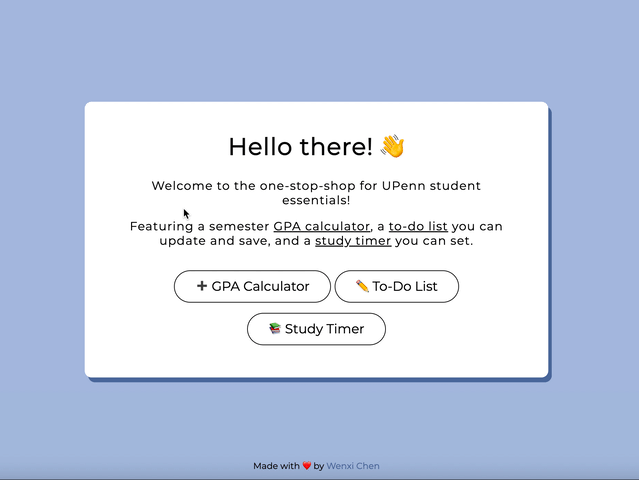 Hello there! 👋
Welcome to the one-stop-shop for UPenn student
essentials!
Featuring a semester GPA calculator, a to-do list you can
update and save, and a study timer you can set.
➕ GPA Calculator
✏️ To-Do List
📚 Study Timer
Made with ❤️ by Wenxi Chen